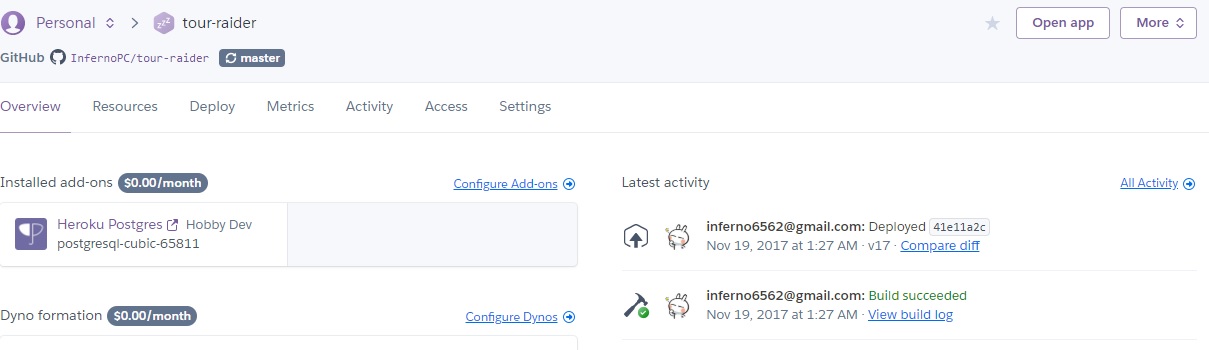 Personal tour-raider Open app More
GitHub InfernoPC/tour-raider master
Overview Resources Deploy Metrics Activity Access Settings
Installed add-ons $0.00/month Configure Add-ons
Heroku Postgres Hobby Dev
postgresql-cubic-65811
Dyno formation $0.00/month Configure Dynos
Latest activity All Activity
inferno6562@gmail.com: Deployed 41e11a2c
Nov 19, 2017 at 1:27 AM · v17 · Compare diff
inferno6562@gmail.com: Build succeeded
Nov 19, 2017 at 1:27 AM · View build log